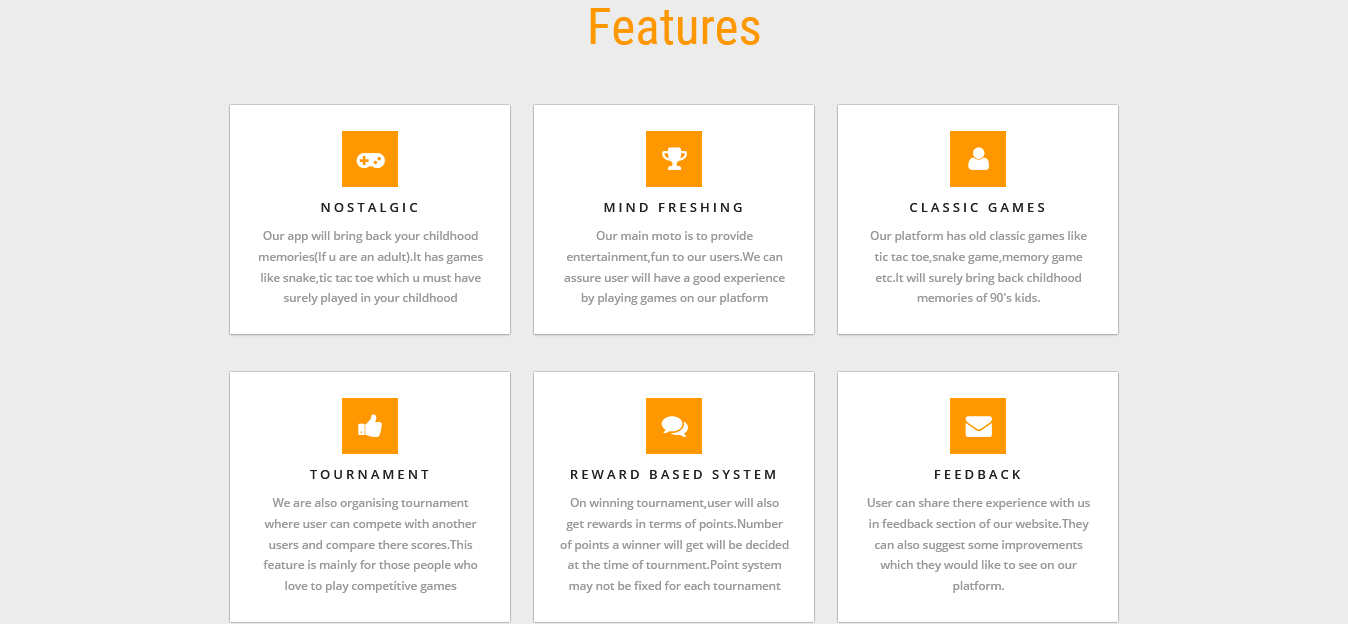 Features
NOSTALGIC
Our app will bring back your childhood
memories(If u are an adult).It has games
like snake,tic tac toe which u must have
surely played in your childhood
MIND FRESHING
Our main moto is to provide
entertainment,fun to our users.We can
assure user will have a good experience
by playing games on our platform
CLASSIC GAMES
Our platform has old classic games like
tic tac toe,snake game,memory game
etc.It will surely bring back childhood
memories of 90's kids.
TOURNAMENT
We are also organising tournament
where user can compete with another
users and compare there scores.This
feature is mainly for those people who
love to play competitive games
REWARD BASED SYSTEM
On winning tournament,user will also
get rewards in terms of points.Number
of points a winner will get will be decided
at the time of tournment.Point system
may not be fixed for each tournament
FEEDBACK
User can share there experience with us
in feedback section of our website.They
can also suggest some improvements
which they would like to see on our
platform.